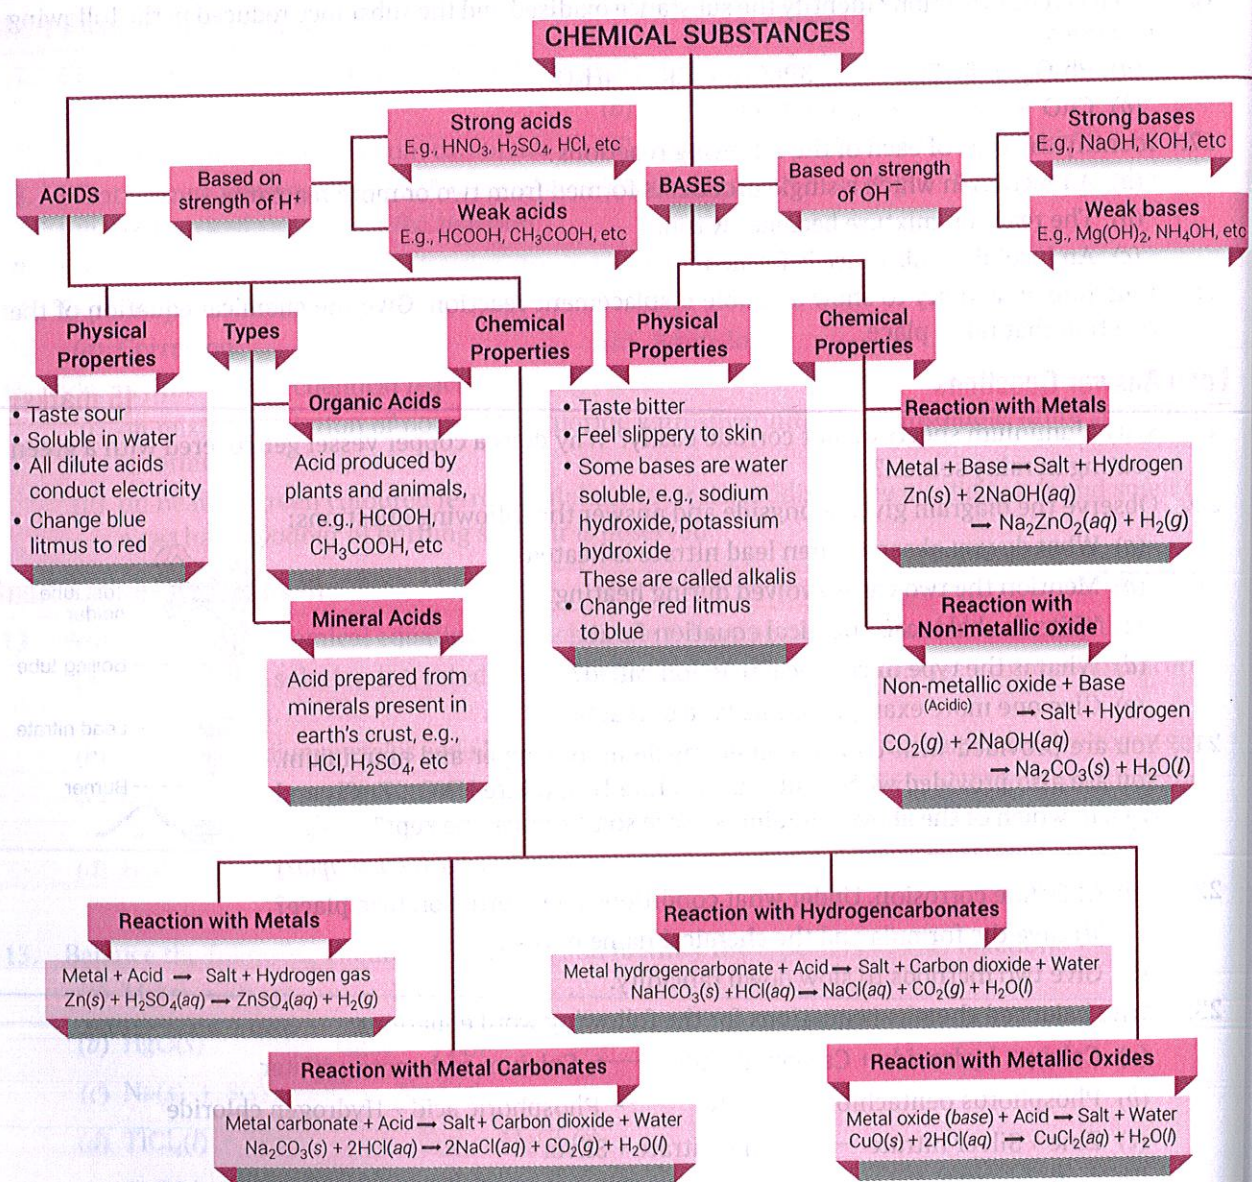 CHEMICAL SUBSTANCES
ACIDS
Based on
strength of H⁺
Strong acids
E.g., HNO₃, H₂SO₄, HCl, etc
Weak acids
E.g., HCOOH, CH₃COOH, etc
BASES
Based on strength
of OH⁻
Strong bases
E.g., NaOH, KOH, etc
Weak bases
E.g., Mg(OH)₂, NH₄OH, etc
Physical
Properties
• Taste sour
• Soluble in water
• All dilute acids
conduct electricity
• Change blue
litmus to red
Types
Organic Acids
Acid produced by
plants and animals,
e.g., HCOOH,
CH₃COOH, etc
Mineral Acids
Acid prepared from
minerals present in
earth's crust, e.g.,
HCl, H₂SO₄, etc
Chemical
Properties
Physical
Properties
• Taste bitter
• Feel slippery to skin
• Some bases are water
soluble, e.g., sodium
hydroxide, potassium
hydroxide
These are called alkalis
• Change red litmus
to blue
Chemical
Properties
Reaction with Metals
Metal + Base → Salt + Hydrogen
Zn(s) + 2NaOH(aq)
→ Na₂ZnO₂(aq) + H₂(g)
Reaction with
Non-metallic oxide
Non-metallic oxide + Base
(Acidic) → Salt + Hydrogen
CO₂(g) + 2NaOH(aq)
→ Na₂CO₃(s) + H₂O(l)
Reaction with Metals
Metal + Acid → Salt + Hydrogen gas
Zn(s) + H₂SO₄(aq) → ZnSO₄(aq) + H₂(g)
Reaction with Hydrogencarbonates
Metal hydrogencarbonate + Acid → Salt + Carbon dioxide + Water
NaHCO₃(s) + HCl(aq) → NaCl(aq) + CO₂(g) + H₂O(l)
Reaction with Metal Carbonates
Metal carbonate + Acid → Salt + Carbon dioxide + Water
Na₂CO₃(s) + 2HCl(aq) → 2NaCl(aq) + CO₂(g) + H₂O(l)
Reaction with Metallic Oxides
Metal oxide (base) + Acid → Salt + Water
CuO(s) + 2HCl(aq) → CuCl₂(aq) + H₂O(l)